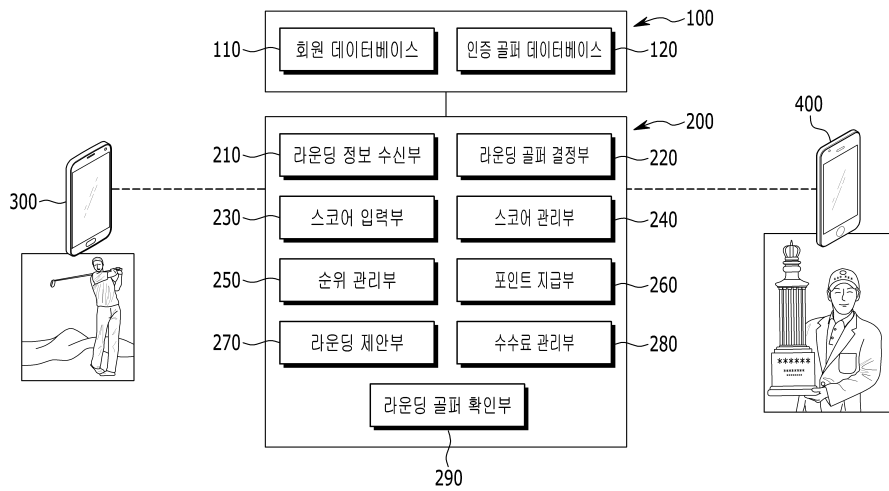 100
110
회원 데이터베이스
인증 골퍼 데이터베이스
120
200
400
210
라운딩 정보 수신부
라운딩 골퍼 결정부
220
300
230
스코어 입력부
스코어 관리부
240
250
순위 관리부
포인트 지급부
260
270
라운딩 제안부
수수료 관리부
280
******
********
*******
라운딩 골퍼 확인부
290